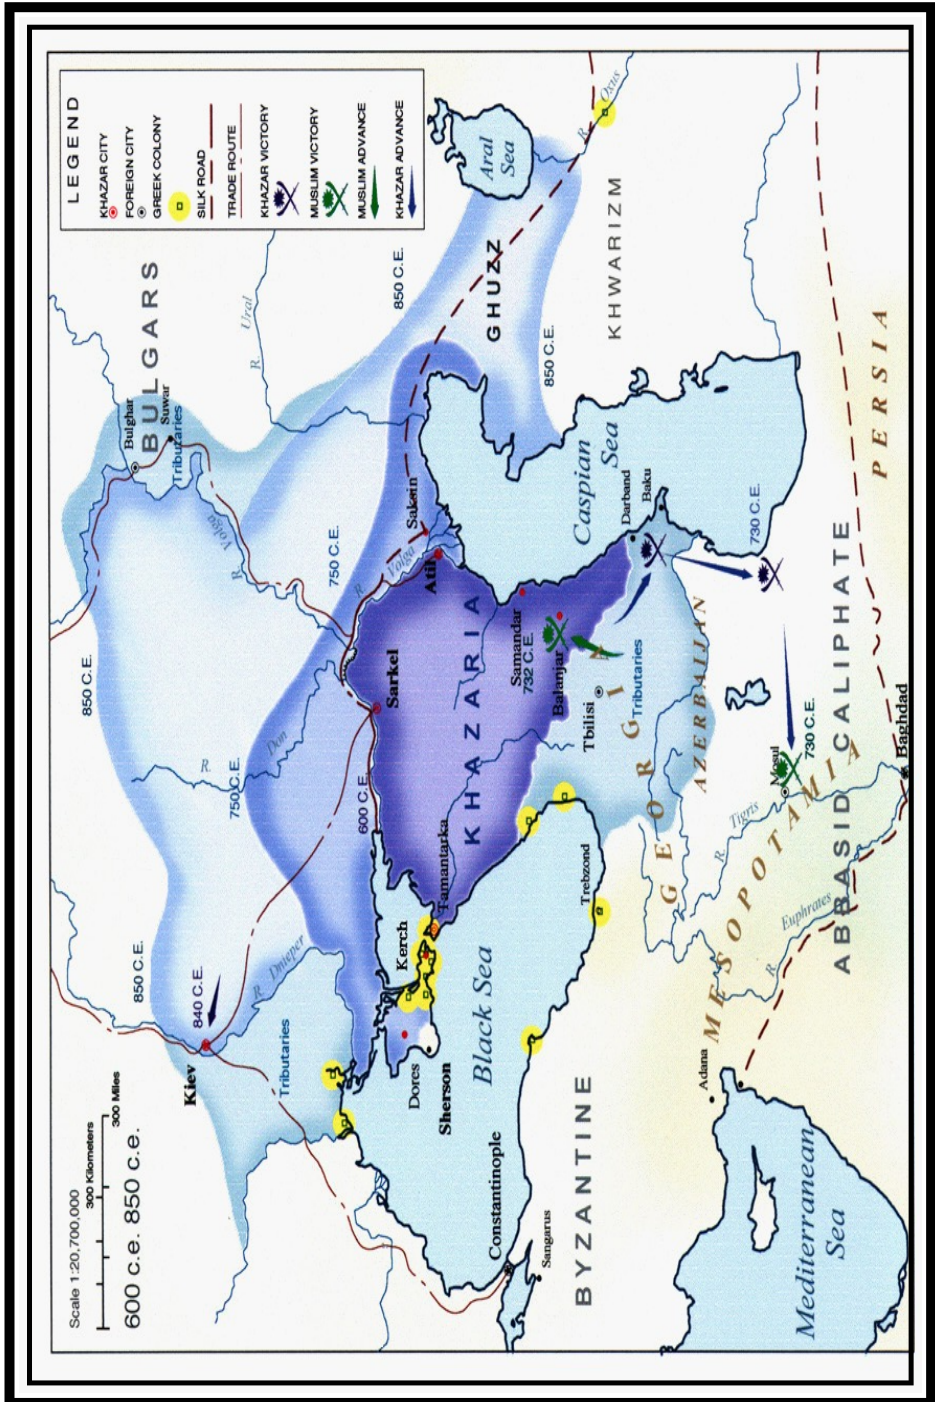 Scale 1:20,700,000
300 Kilometers
300 Miles
600 c.e. 850 c.e.
LEGEND
KHAZAR CITY
FOREIGN CITY
GREEK COLONY
SILK ROAD
TRADE ROUTE
KHAZAR VICTORY
MUSLIM VICTORY
MUSLIM ADVANCE
KHAZAR ADVANCE
850 C.E.
850 C.E.
Bulghar
Suwar
BULGARS
Tributaries
R. Ural
Kiev
840 C.E.
R. Dnieper
R. Don
R. Volga
750 C.E.
750 C.E.
850 C.E.
Aral
Sea
R. Oxus
Tributaries
600 C.E.
Sarkel
R. Volga
Saksin
Atil
GHUZZ
850 C.E.
KHWARIZM
Kerch
Tamantarka
KHAZARIA
Dores
Sherson
Black Sea
Samandar
732 C.E.
Balanjar
Caspian
Sea
Darband
Baku
Constantinople
Sangarus
BYZANTINE
Trebzond
Tbilisi
GEORGIA
Tributaries
AZERBAIJAN
730 C.E.
Adana
MESOPOTAMIA
R. Tigris
Mosul
730 C.E.
R. Euphrates
ABBASID CALIPHATE
PERSIA
Mediterranean
Sea
Baghdad